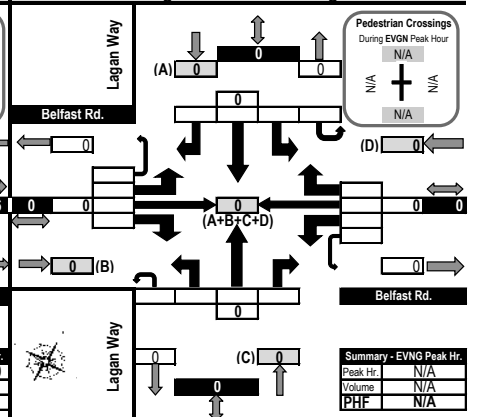 Lagan Way
Belfast Rd.
(A)
0
0
0
0
Pedestrian Crossings
During EVGN Peak Hour
N/A
N/A
N/A
N/A
0
(D)
0
0
0
0
(A+B+C+D)
0
0
0
(B)
0
0
Belfast Rd.
Lagan Way
0
0
(C)
0
Summary - EVNG Peak Hr.
Peak Hr. N/A
Volume N/A
PHF N/A